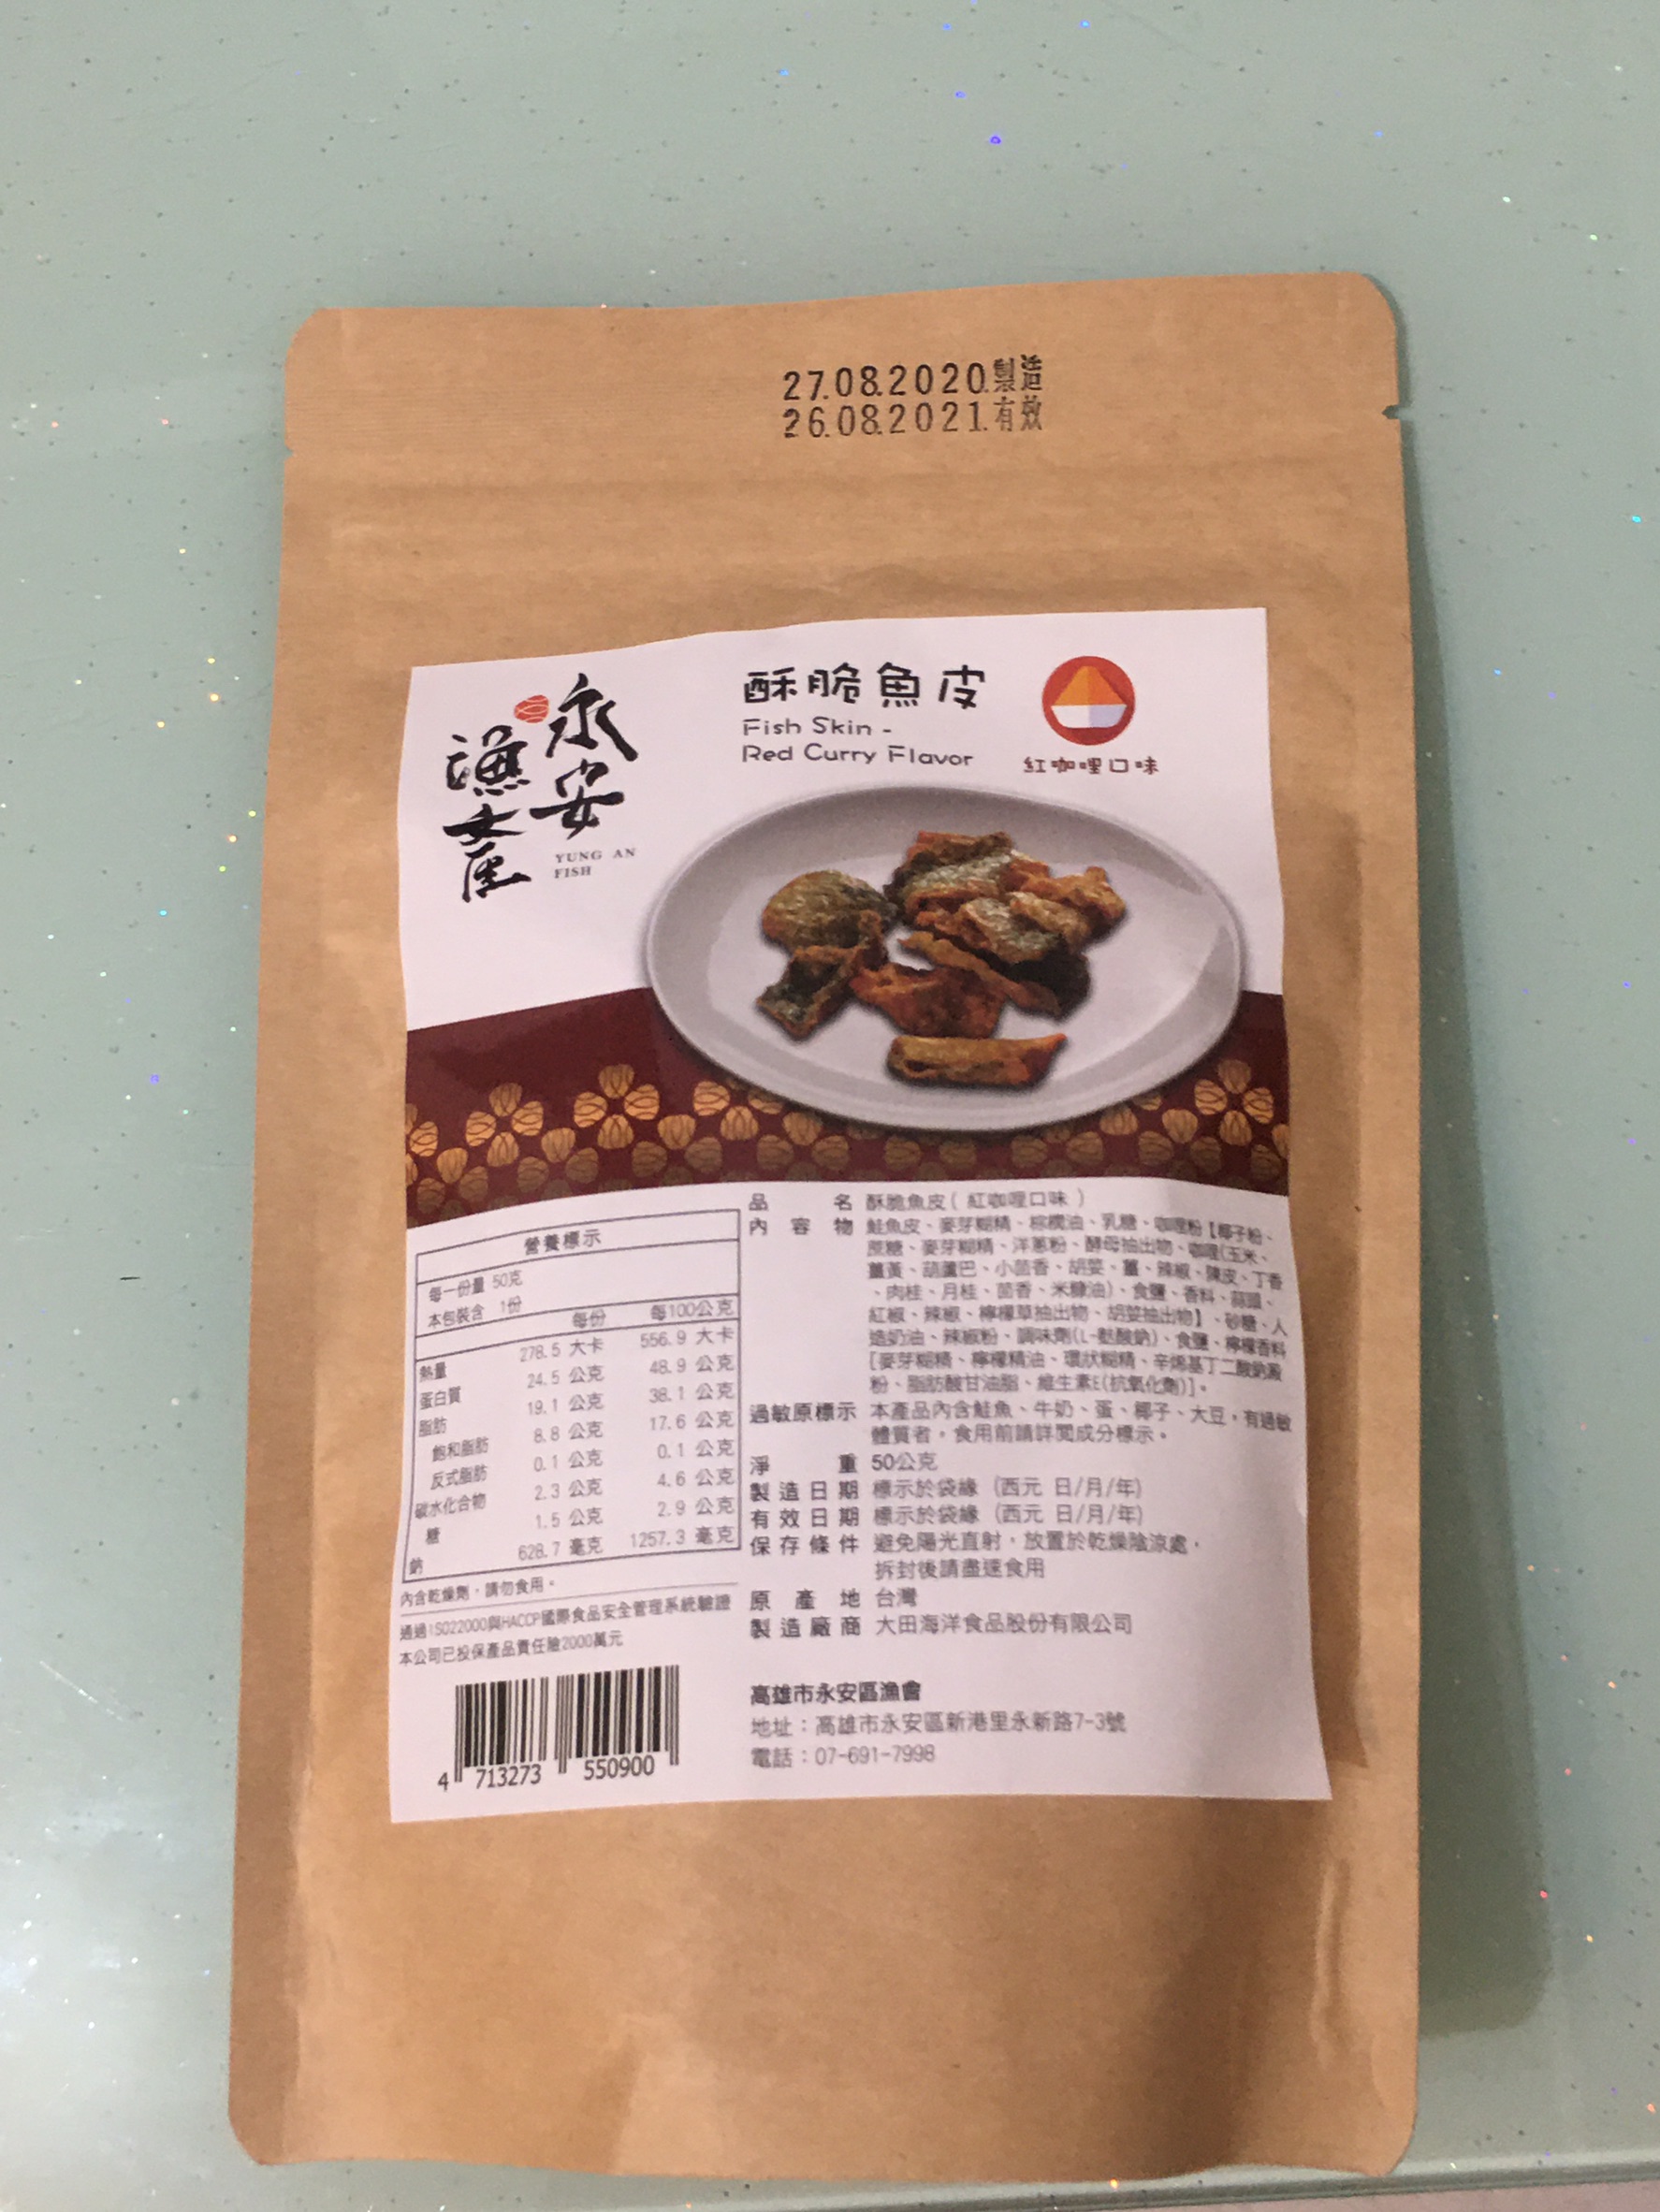 27.08.2020.製造
26.08.2021.有效
永安
漁產
YUNG AN
FISH
酥脆魚皮
Fish Skin -
Red Curry Flavor
紅咖哩口味
營養標示
每一份量 50克
本包裝含 1份
每份 每100公克
熱量 278.5 大卡 556.9 大卡
蛋白質 24.5 公克 48.9 公克
脂肪 19.1 公克 38.1 公克
飽和脂肪 8.8 公克 17.6 公克
反式脂肪 0.1 公克 0.1 公克
碳水化合物 2.3 公克 4.6 公克
糖 1.5 公克 2.9 公克
鈉 628.7 毫克 1257.3 毫克
內含乾燥劑，請勿食用。
通過ISO22000與HACCP國際食品安全管理系統驗證
本公司已投保產品責任險2000萬元
4 713273 550900
品名 酥脆魚皮（紅咖哩口味）
內容物 鮭魚皮、麥芽糊精、棕櫚油、乳糖、咖哩粉【椰子粉、
蔗糖、麥芽糊精、洋蔥粉、酵母抽出物、咖哩(玉米、
薑黃、葫蘆巴、小茴香、胡荽、薑、辣椒、陳皮、丁香
、肉桂、月桂、茴香、米糠油)、食鹽、香料、蒜頭、
紅椒、辣椒、檸檬草抽出物、胡荽抽出物】、砂糖、人
造奶油、辣椒粉、調味劑(L-麩酸鈉)、食鹽、檸檬香料
[麥芽糊精、檸檬精油、環狀糊精、辛烯基丁二酸鈉澱
粉、脂肪酸甘油脂、維生素E(抗氧化劑)]。
過敏原標示 本產品內含鮭魚、牛奶、蛋、椰子、大豆，有過敏
體質者，食用前請詳閱成分標示。
淨重 50公克
製造日期 標示於袋緣（西元 日/月/年）
有效日期 標示於袋緣（西元 日/月/年）
保存條件 避免陽光直射，放置於乾燥陰涼處，
拆封後請盡速食用
原產地 台灣
製造廠商 大田海洋食品股份有限公司
高雄市永安區漁會
地址：高雄市永安區新港里永新路7-3號
電話：07-691-7998